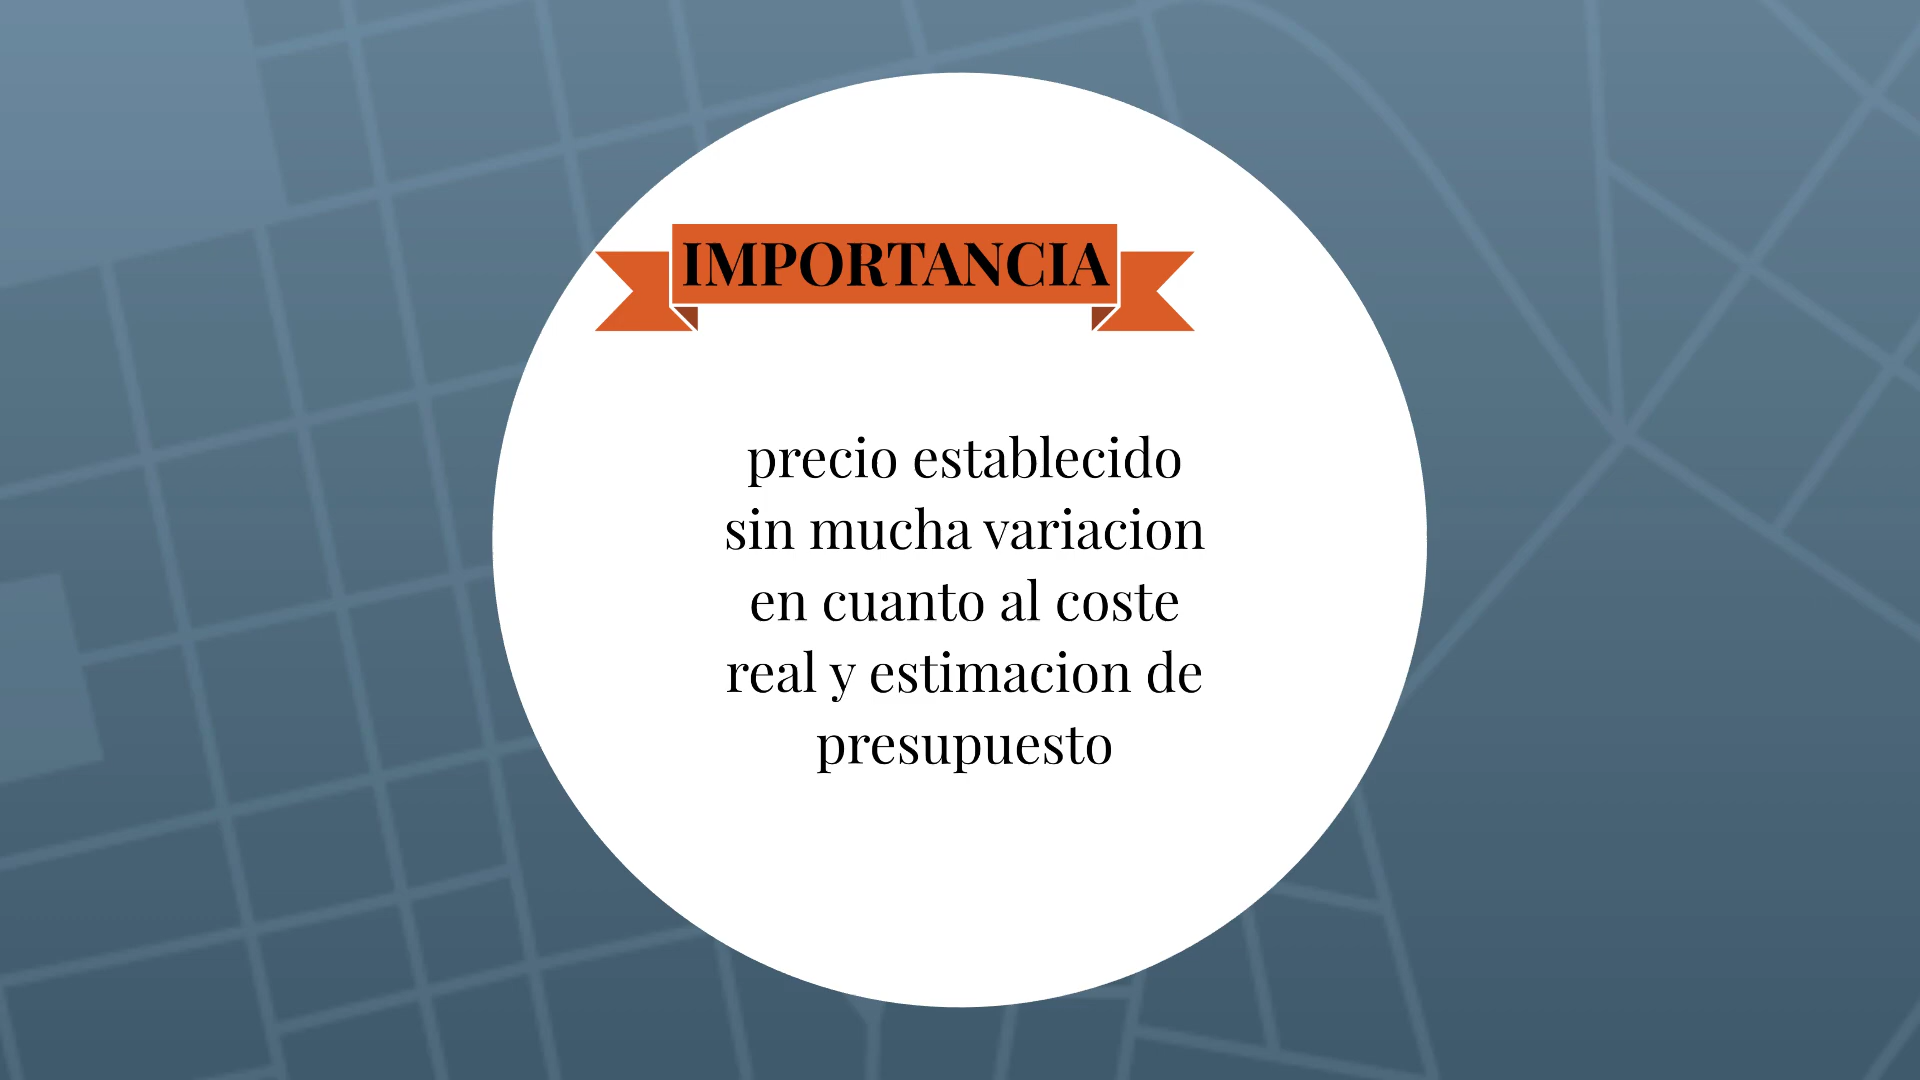 IMPORTANCIA
precio establecido
sin mucha variacion
en cuanto al coste
real y estimacion de
presupuesto